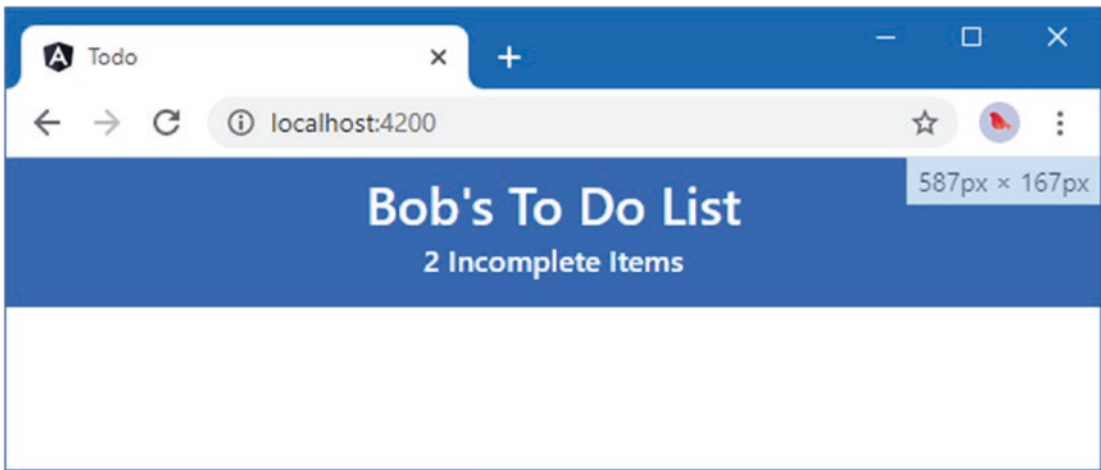 Todo
localhost:4200
587px × 167px
Bob's To Do List
2 Incomplete Items